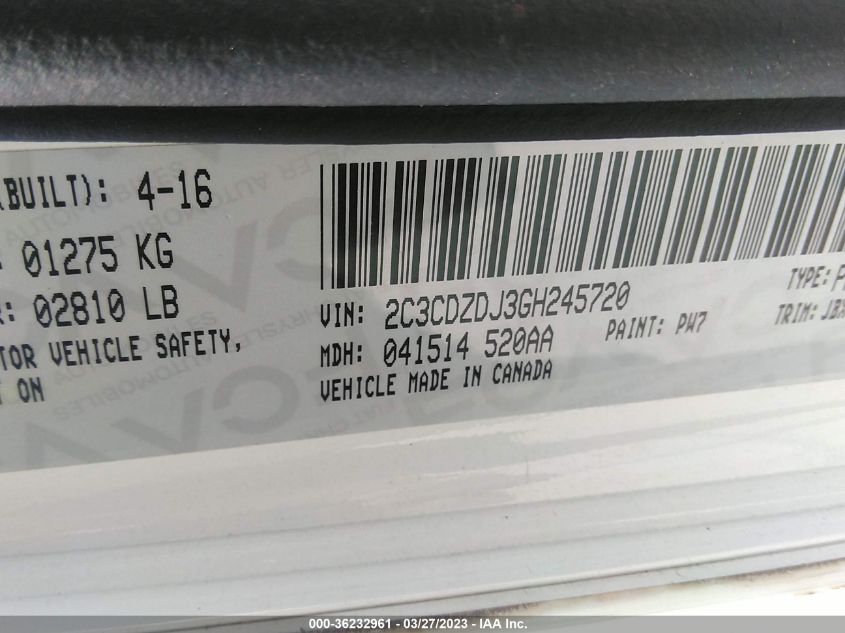 (BUILT): 4-16
: 01275 KG
R: 02810 LB
TOR VEHICLE SAFETY,
ON
VIN: 2C3CDZDJ3GH245720
TYPE:
MDH: 041514 520AA
PAINT: PW7
TRIM: JBX
VEHICLE MADE IN CANADA
000-36232961 - 03/27/2023 - IAA Inc.